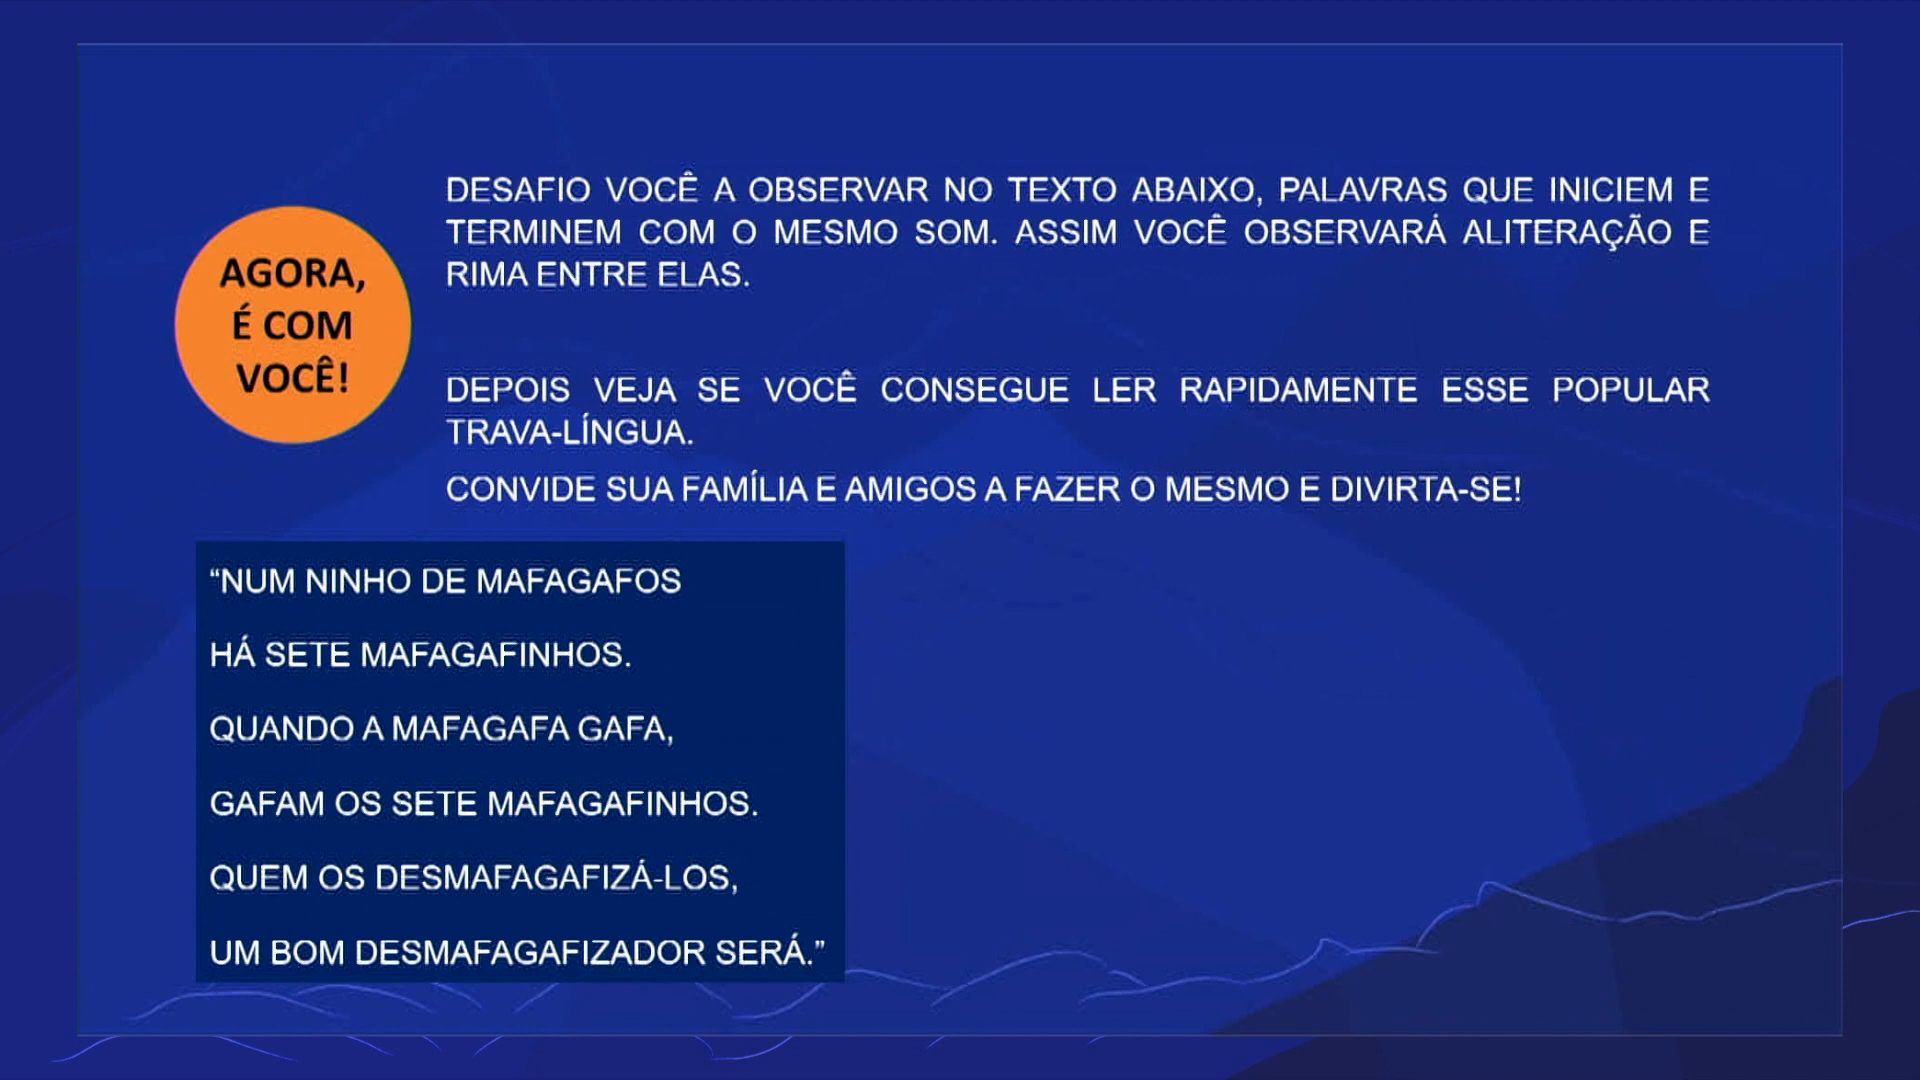 AGORA,
É COM
VOCÊ!
DESAFIO VOCÊ A OBSERVAR NO TEXTO ABAIXO, PALAVRAS QUE INICIEM E
TERMINEM COM O MESMO SOM. ASSIM VOCÊ OBSERVARÁ ALITERAÇÃO E
RIMA ENTRE ELAS.
DEPOIS VEJA SE VOCÊ CONSEGUE LER RAPIDAMENTE ESSE POPULAR
TRAVA-LÍNGUA.
CONVIDE SUA FAMÍLIA E AMIGOS A FAZER O MESMO E DIVIRTA-SE!
“NUM NINHO DE MAFAGAFOS
HÁ SETE MAFAGAFINHOS.
QUANDO A MAFAGAFA GAFA,
GAFAM OS SETE MAFAGAFINHOS.
QUEM OS DESMAFAGAFIZÁ-LOS,
UM BOM DESMAFAGAFIZADOR SERÁ.”